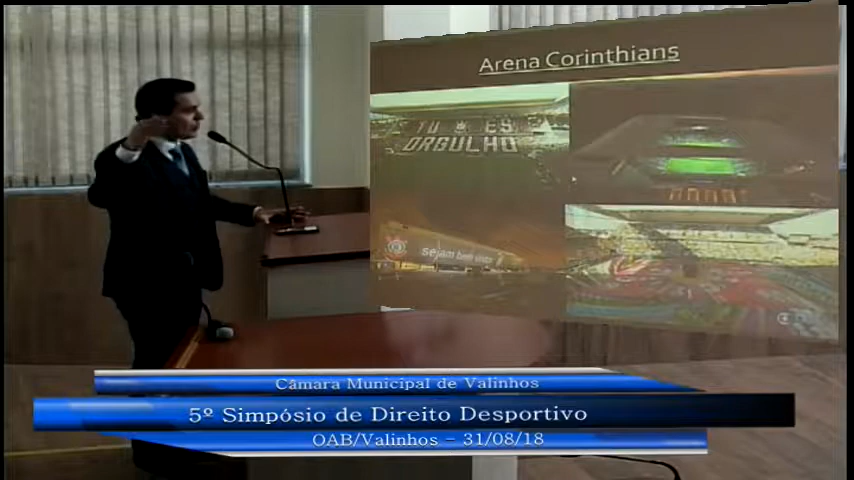 Arena Corinthians
TU ES
ORGULHO
sejam bem vindos
Câmara Municipal de Valinhos
5º Simpósio de Direito Desportivo
OAB/Valinhos - 31/08/18